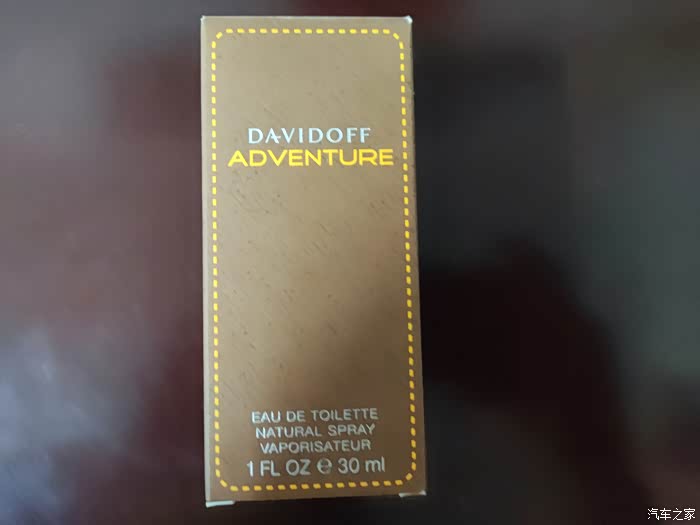 DAVIDOFF
ADVENTURE
EAU DE TOILETTE
NATURAL SPRAY
VAPORISATEUR
1 FL OZ ℮ 30 ml
汽车之家